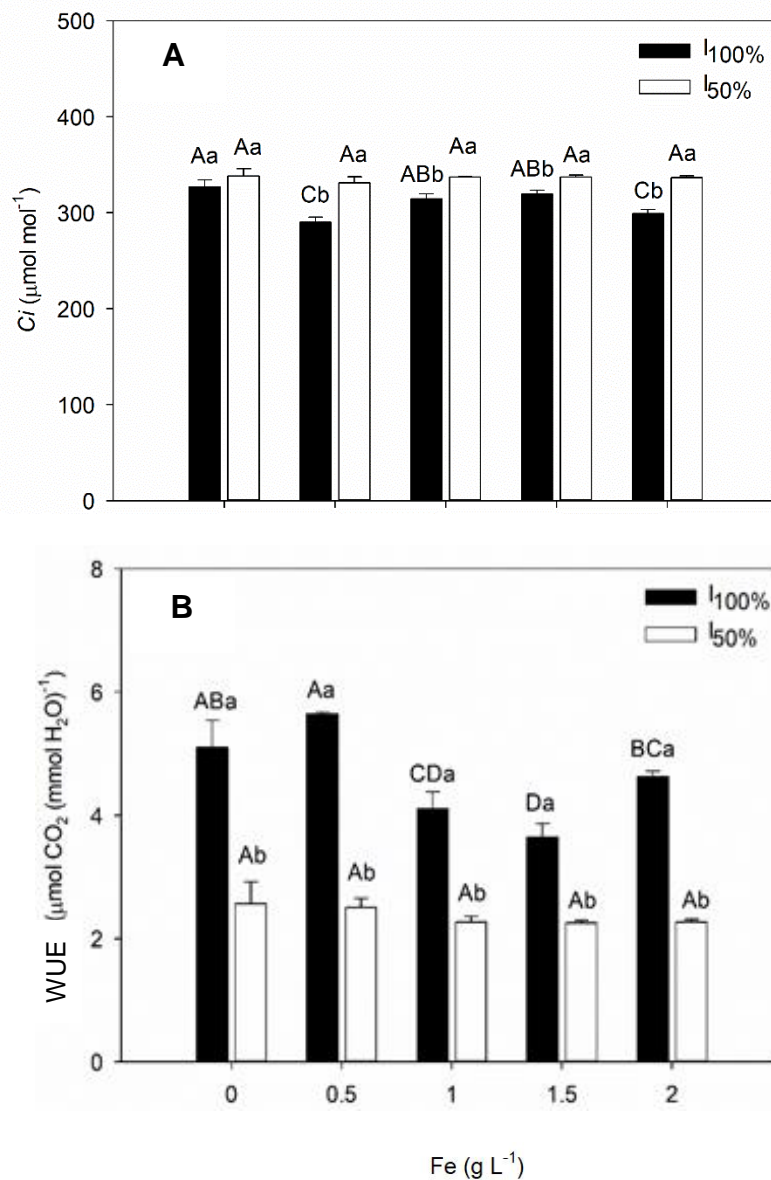 500
A
I100%
I50%
400
Aa Aa Aa Aa Aa
ABb ABb
Cb Cb
300
Ci (µmol mol-1)
200
100
0
8
B
I100%
I50%
6
ABa Aa
BCa
CDa
Da
4
Ab Ab Ab Ab Ab
WUE (µmol CO2 (mmol H2O)-1
2
0
0 0.5 1 1.5 2
Fe (g L-1)